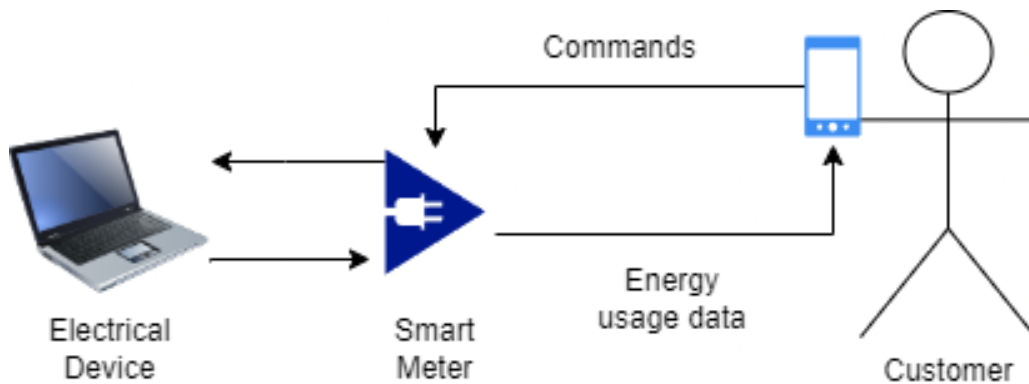 Commands
Energy
usage data
Electrical
Device
Smart
Meter
Customer